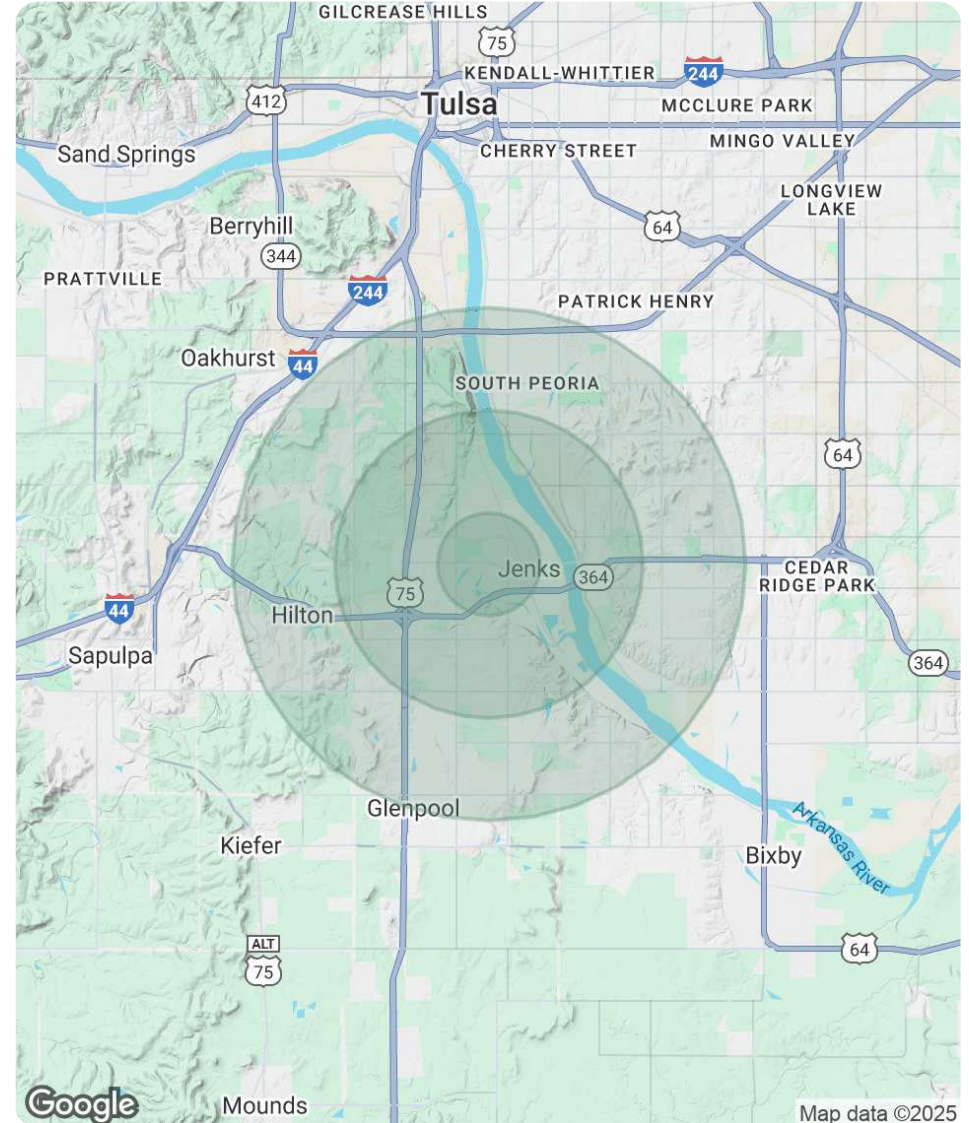 GILCREASE HILLS
75
KENDALL-WHITTIER
244
412
Tulsa
MCCLURE PARK
Sand Springs
CHERRY STREET
MINGO VALLEY
LONGVIEW
LAKE
Berryhill
64
344
PRATTVILLE
244
PATRICK HENRY
Oakhurst
44
SOUTH PEORIA
64
Jenks
364
CEDAR
RIDGE PARK
75
44
Hilton
Sapulpa
364
Glenpool
Kiefer
Bixby
Arkansas River
ALT
75
64
Google
Mounds
Map data ©2025